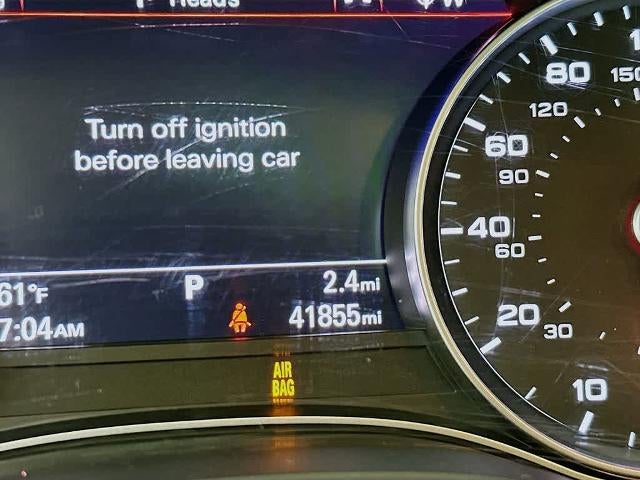 Heads
W
Turn off ignition
before leaving car
61°F
P
2.4mi
7:04AM
41855mi
AIR
BAG
80
150
120
60
90
40
60
20
30
10